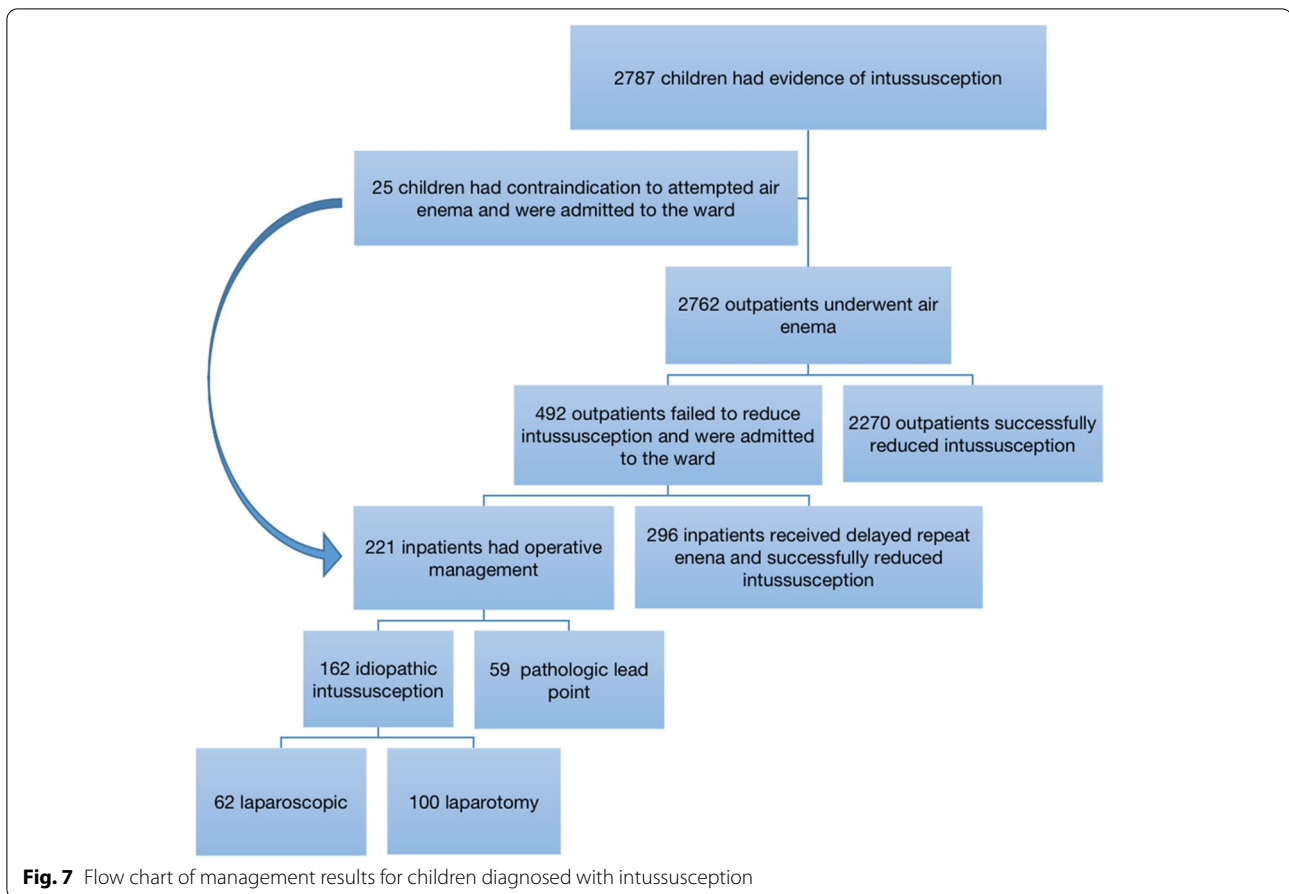 2787 children had evidence of intussusception
25 children had contraindication to attempted air
enema and were admitted to the ward
2762 outpatients underwent air
enema
492 outpatients failed to reduce
intussusception and were admitted
to the ward
2270 outpatients successfully
reduced intussusception
221 inpatients had operative
management
296 inpatients received delayed repeat
enena and successfully reduced
intussusception
162 idiopathic
intussusception
59 pathologic lead
point
62 laparoscopic
100 laparotomy
Fig. 7 Flow chart of management results for children diagnosed with intussusception